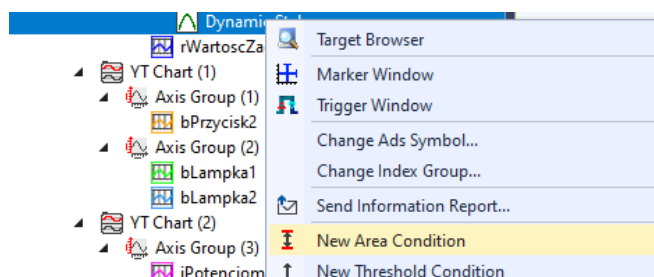 Dynamic
rWartoscZa
YT Chart (1)
Axis Group (1)
bPrzycisk2
Axis Group (2)
bLampka1
bLampka2
YT Chart (2)
Axis Group (3)
iPotencjom
Target Browser
Marker Window
Trigger Window
Change Ads Symbol...
Change Index Group...
Send Information Report...
New Area Condition
New Threshold Condition